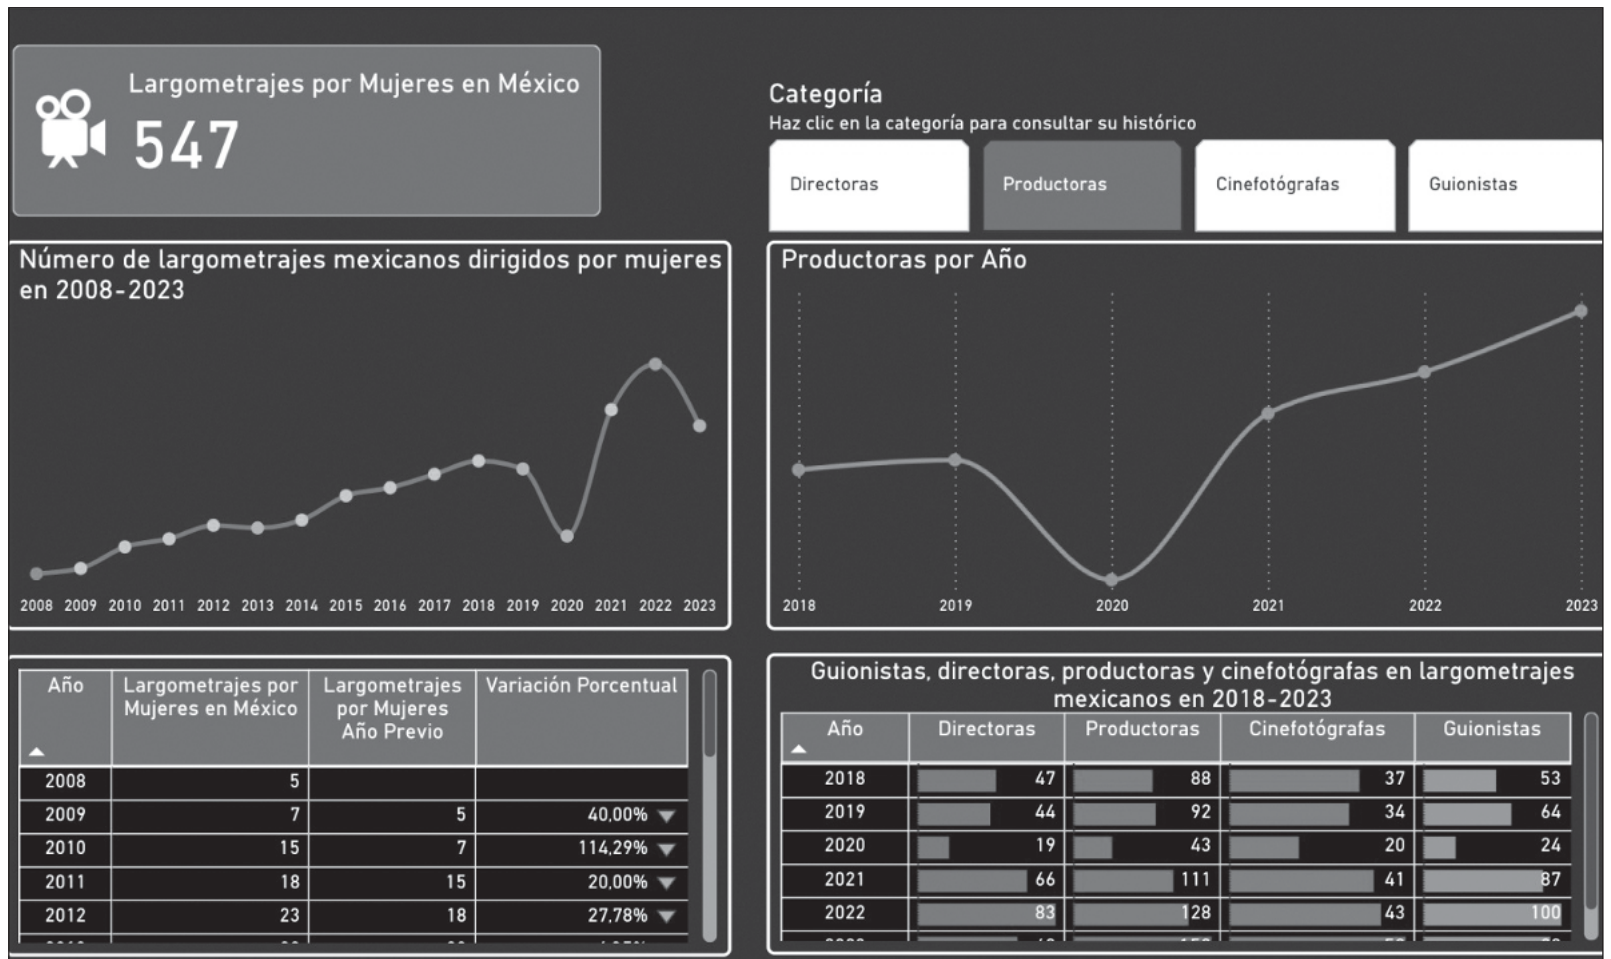 Largometrajes por Mujeres en México
547
Categoría
Haz clic en la categoría para consultar su histórico
Directoras
Productoras
Cinefotógrafas
Guionistas
Número de largometrajes mexicanos dirigidos por mujeres
en 2008-2023
2008 2009 2010 2011 2012 2013 2014 2015 2016 2017 2018 2019 2020 2021 2022 2023
Productoras por Año
2018 2019 2020 2021 2022 2023
Año Largometrajes por Mujeres en México Largometrajes por Mujeres Año Previo Variación Porcentual
2008 5
2009 7 5 40,00%
2010 15 7 114,29%
2011 18 15 20,00%
2012 23 18 27,78%
Guionistas, directoras, productoras y cinefotógrafas en largometrajes
mexicanos en 2018-2023
Año Directoras Productoras Cinefotógrafas Guionistas
2018 47 88 37 53
2019 44 92 34 64
2020 19 43 20 24
2021 66 111 41 87
2022 83 128 43 100